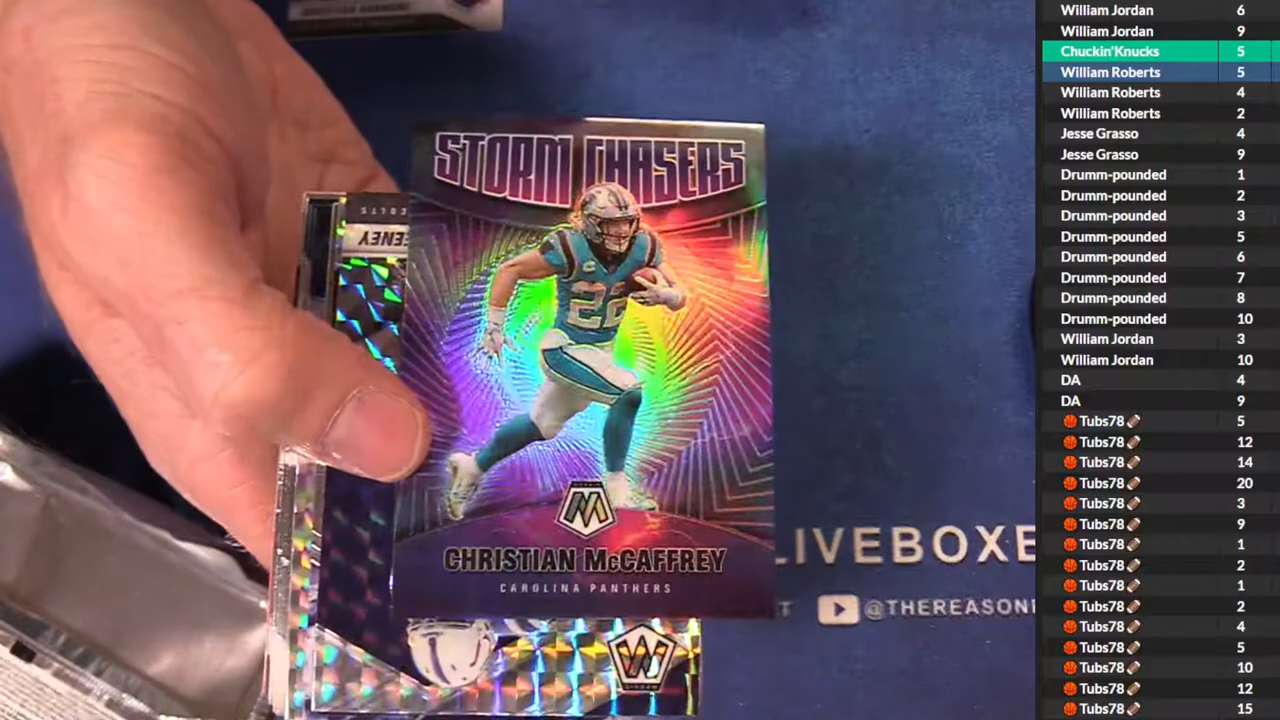 STORM CHASERS
COLTS
22
CHRISTIAN McCAFFREY
CAROLINA PANTHERS
LIVEBOXE
@THEREASON
William Jordan 6
William Jordan 9
Chuckin'Knucks 5
William Roberts 5
William Roberts 4
William Roberts 2
Jesse Grasso 4
Jesse Grasso 9
Drumm-pounded 1
Drumm-pounded 2
Drumm-pounded 3
Drumm-pounded 5
Drumm-pounded 6
Drumm-pounded 7
Drumm-pounded 8
Drumm-pounded 10
William Jordan 3
William Jordan 10
DA 4
DA 9
Tubs78 5
Tubs78 12
Tubs78 14
Tubs78 20
Tubs78 3
Tubs78 9
Tubs78 1
Tubs78 2
Tubs78 1
Tubs78 2
Tubs78 4
Tubs78 5
Tubs78 10
Tubs78 12
Tubs78 15